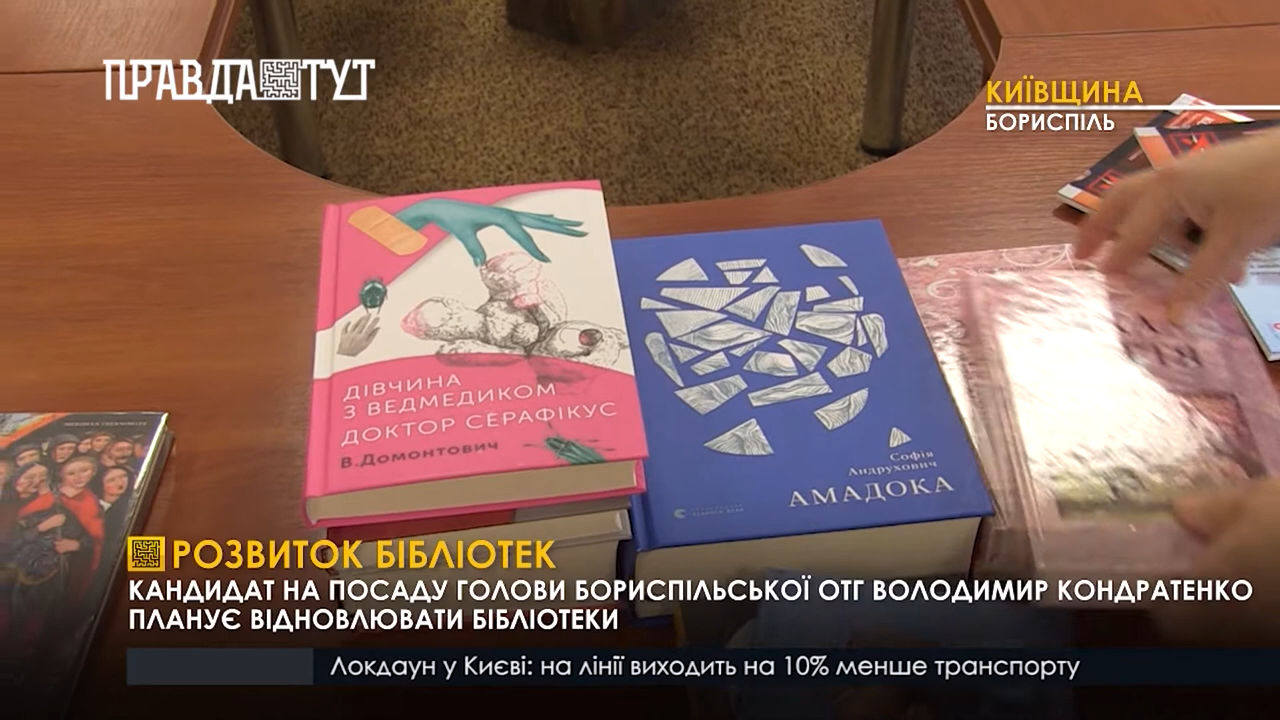 ПРАВДА ТУТ
КИЇВЩИНА
БОРИСПІЛЬ
ДІВЧИНА
З ВЕДМЕДИКОМ
ДОКТОР СЕРАФІКУС
В. Домонтович
Софія
Андрухович
АМАДОКА
РОЗВИТОК БІБЛІОТЕК
КАНДИДАТ НА ПОСАДУ ГОЛОВИ БОРИСПІЛЬСЬКОЇ ОТГ ВОЛОДИМИР КОНДРАТЕНКО
ПЛАНУЄ ВІДНОВЛЮВАТИ БІБЛІОТЕКИ
Локдаун у Києві: на лінії виходить на 10% менше транспорту